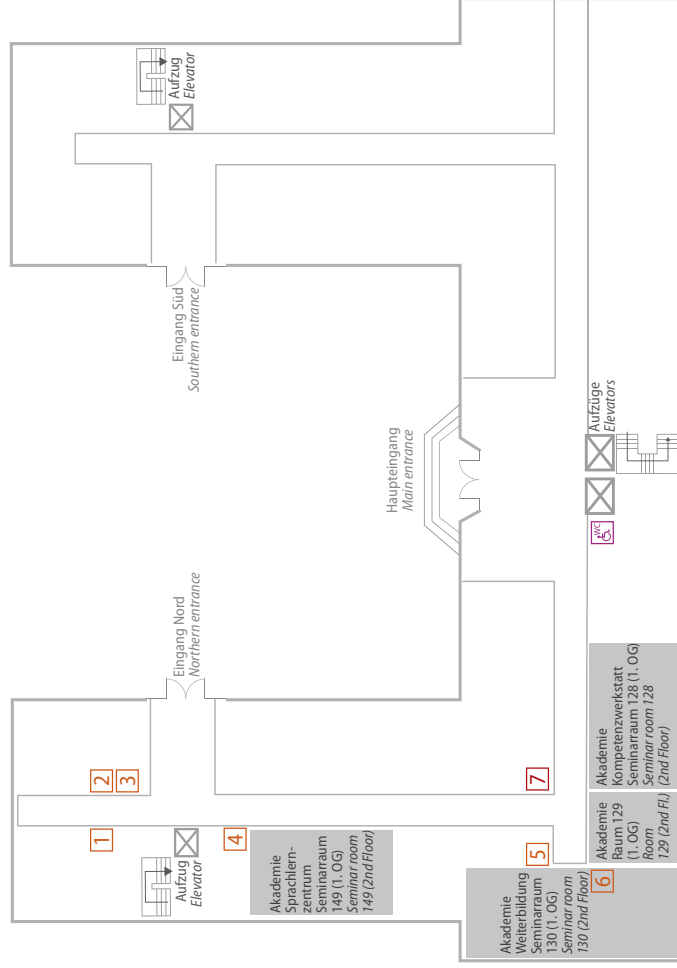 Aufzug
Elevator
Eingang Süd
Southern entrance
Haupteingang
Main entrance
Aufzüge
Elevators
WC
Eingang Nord
Northern entrance
2
3
1
7
4
5
6
Aufzug
Elevator
Akademie
Sprachlern-
zentrum
Seminarraum
149 (1. OG)
Seminar room
149 (2nd Floor)
Akademie
Kompetenzwerkstatt
Seminarraum 128 (1. OG)
Seminar room 128
(2nd Floor)
Akademie
Raum 129
(1. OG)
Room
129 (2nd Fl.)
Akademie
Weiterbildung
Seminarraum
130 (1. OG)
Seminar room
130 (2nd Floor)